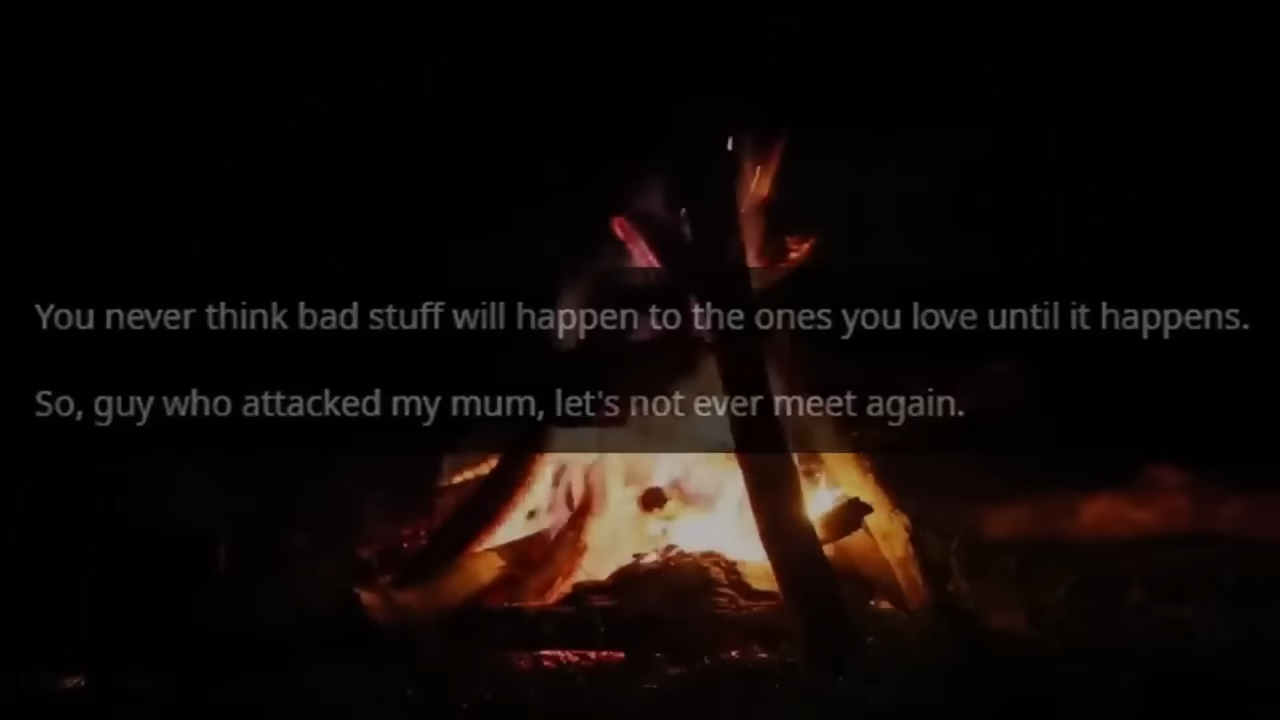 You never think bad stuff will happen to the ones you love until it happens.
So, guy who attacked my mum, let's not ever meet again.